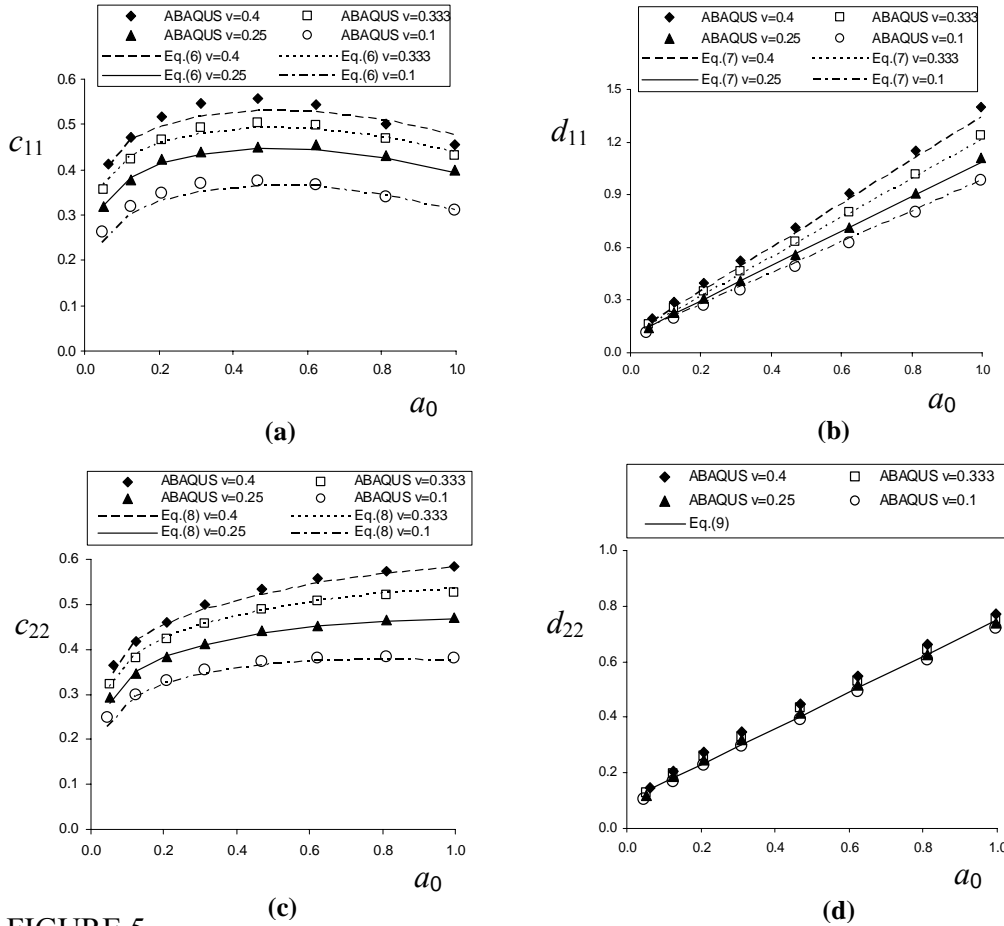 ABAQUS v=0.4 ABAQUS v=0.333
ABAQUS v=0.25 ABAQUS v=0.1
Eq.(6) v=0.4 Eq.(6) v=0.333
Eq.(6) v=0.25 Eq.(6) v=0.1
c11
0.6
0.5
0.4
0.3
0.2
0.1
0.0
0.0 0.2 0.4 0.6 0.8 1.0
a0
(a)
ABAQUS v=0.4 ABAQUS v=0.333
ABAQUS v=0.25 ABAQUS v=0.1
Eq.(7) v=0.4 Eq.(7) v=0.333
Eq.(7) v=0.25 Eq.(7) v=0.1
d11
1.5
1.2
0.9
0.6
0.3
0.0
0.0 0.2 0.4 0.6 0.8 1.0
a0
(b)
ABAQUS v=0.4 ABAQUS v=0.333
ABAQUS v=0.25 ABAQUS v=0.1
Eq.(8) v=0.4 Eq.(8) v=0.333
Eq.(8) v=0.25 Eq.(8) v=0.1
c22
0.6
0.5
0.4
0.3
0.2
0.1
0.0
0.0 0.2 0.4 0.6 0.8 1.0
a0
(c)
ABAQUS v=0.4 ABAQUS v=0.333
ABAQUS v=0.25 ABAQUS v=0.1
Eq.(9)
d22
1.0
0.8
0.6
0.4
0.2
0.0
0.0 0.2 0.4 0.6 0.8 1.0
a0
(d)
FIGURE 5